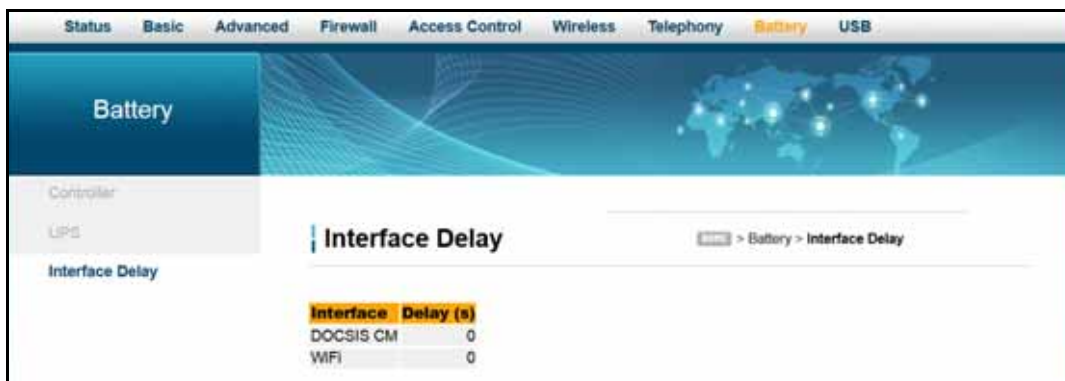 Status Basic Advanced Firewall Access Control Wireless Telephony Battery USB
Battery
Controller
UPS
Interface Delay
Interface Delay
> Battery > Interface Delay
Interface Delay (s)
DOCSIS CM 0
WiFi 0